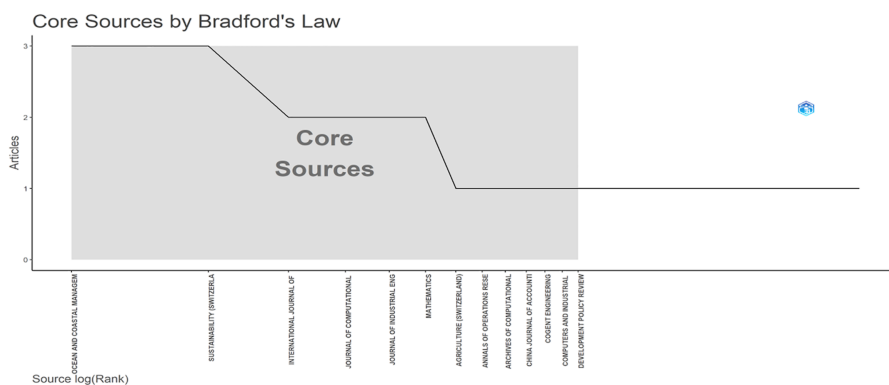 Core Sources by Bradford's Law
3
2
1
0
Articles
Core
Sources
OCEAN AND COASTAL MANAGEM
SUSTAINABILITY (SWITZERLA
INTERNATIONAL JOURNAL OF
JOURNAL OF COMPUTATIONAL
JOURNAL OF INDUSTRIAL ENG
MATHEMATICS
AGRICULTURE (SWITZERLAND)
ANNALS OF OPERATIONS RESE
ARCHIVES OF COMPUTATIONAL
CHINA JOURNAL OF ACCOUNTI
COGENT ENGINEERING
COMPUTERS AND INDUSTRIAL
DEVELOPMENT POLICY REVIEW
Source log(Rank)